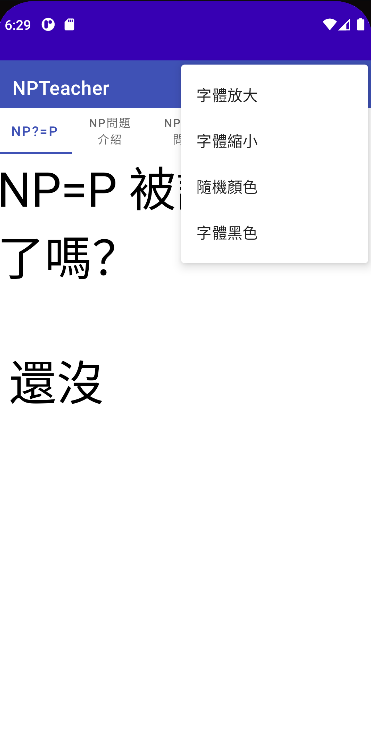 6:29
NPTeacher
字體放大
字體縮小
隨機顏色
字體黑色
NP?=P
NP問題
介紹
NP
NP=P 被
了嗎?
還沒